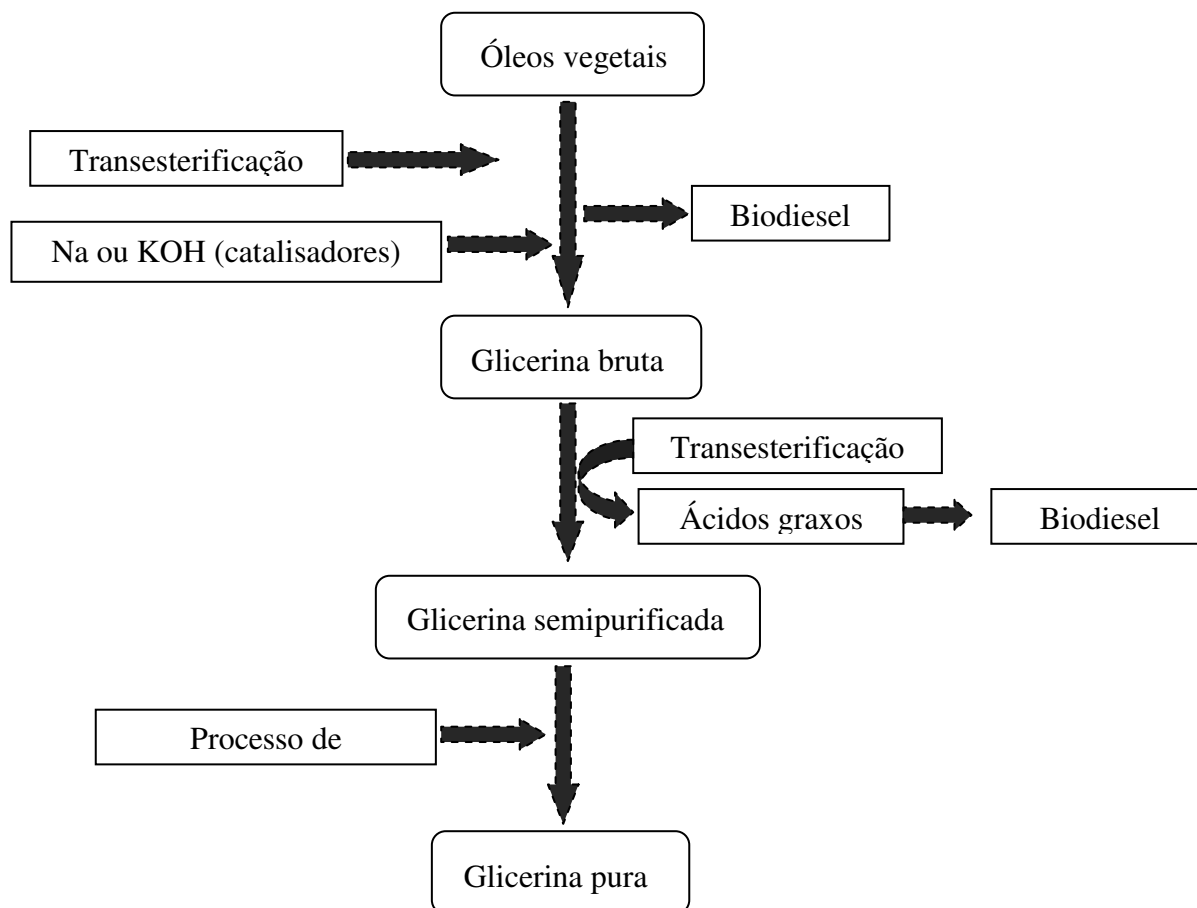 Óleos vegetais
Transesterificação
Biodiesel
Na ou KOH (catalisadores)
Glicerina bruta
Transesterificação
Ácidos graxos
Biodiesel
Glicerina semipurificada
Processo de
Glicerina pura